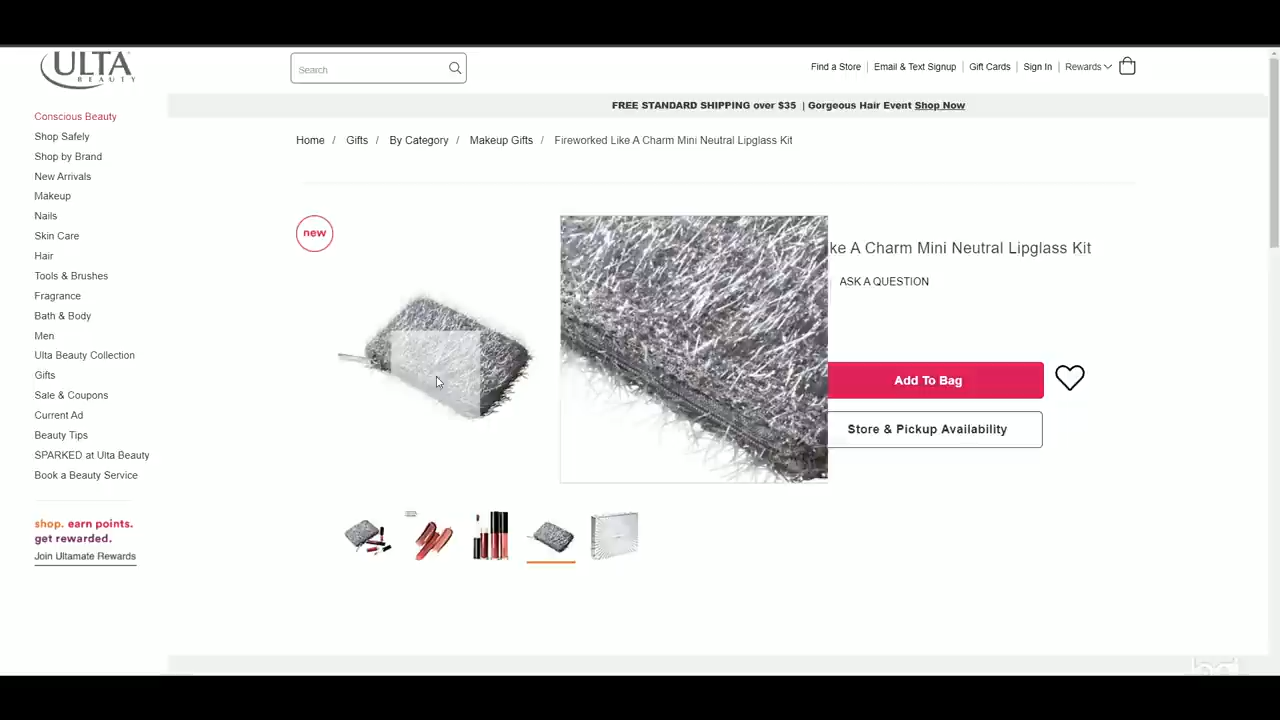 ULTA
BEAUTY
Search
Find a Store
Email & Text Signup
Gift Cards
Sign In
Rewards
FREE STANDARD SHIPPING over $35 | Gorgeous Hair Event Shop Now
Home / Gifts / By Category / Makeup Gifts / Fireworked Like A Charm Mini Neutral Lipglass Kit
Conscious Beauty
Shop Safely
Shop by Brand
New Arrivals
Makeup
Nails
Skin Care
Hair
Tools & Brushes
Fragrance
Bath & Body
Men
Ulta Beauty Collection
Gifts
Sale & Coupons
Current Ad
Beauty Tips
SPARKED at Ulta Beauty
Book a Beauty Service
shop. earn points.
get rewarded.
Join Ultamate Rewards
new
ke A Charm Mini Neutral Lipglass Kit
ASK A QUESTION
Add To Bag
Store & Pickup Availability